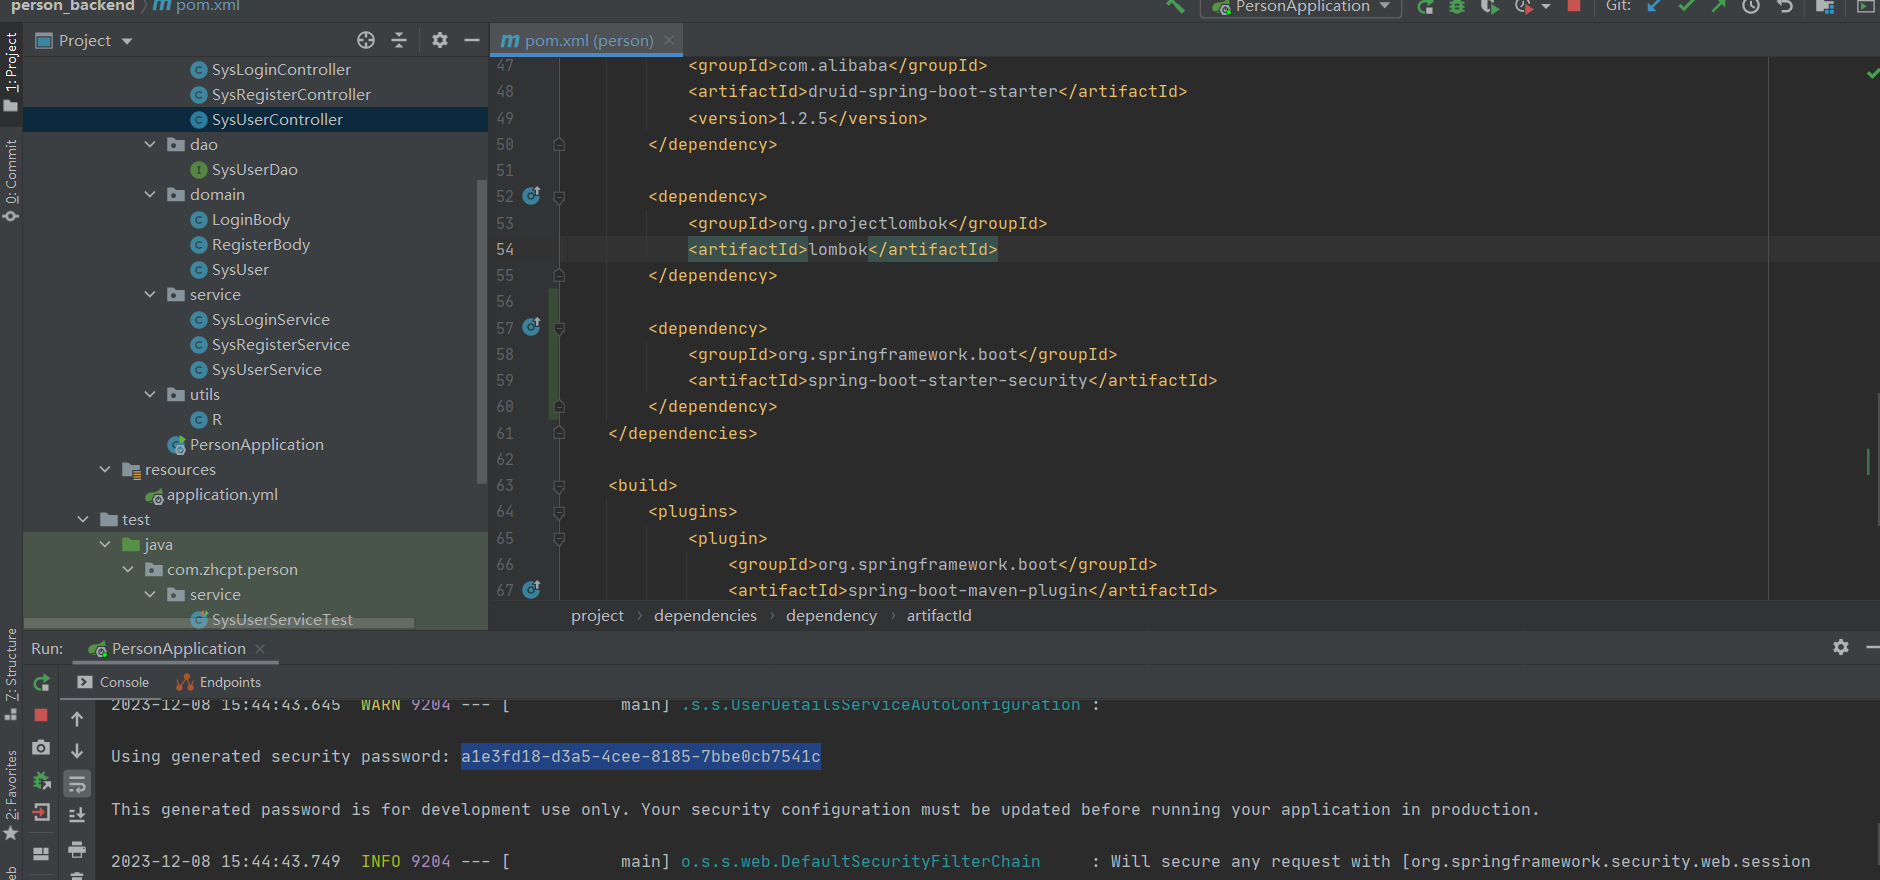 person_backend
pom.xml
PersonApplication
Git:
1: Project
0: Commit
7: Structure
2: Favorites
eb
Project
SysLoginController
SysRegisterController
SysUserController
dao
SysUserDao
domain
LoginBody
RegisterBody
SysUser
service
SysLoginService
SysRegisterService
SysUserService
utils
R
PersonApplication
resources
application.yml
test
java
com.zhcpt.person
service
SysUserServiceTest
pom.xml (person)
47 <groupId>com.alibaba</groupId>
48 <artifactId>druid-spring-boot-starter</artifactId>
49 <version>1.2.5</version>
50 </dependency>
51
52 <dependency>
53 <groupId>org.projectlombok</groupId>
54 <artifactId>lombok</artifactId>
55 </dependency>
56
57 <dependency>
58 <groupId>org.springframework.boot</groupId>
59 <artifactId>spring-boot-starter-security</artifactId>
60 </dependency>
61 </dependencies>
62
63 <build>
64 <plugins>
65 <plugin>
66 <groupId>org.springframework.boot</groupId>
67 <artifactId>spring-boot-maven-plugin</artifactId>
project › dependencies › dependency › artifactId
Run: PersonApplication
Console Endpoints
2023-12-08 15:44:43.645 WARN 9204 --- [ main] .s.s.UserDetailsServiceAutoConfiguration :
Using generated security password: a1e3fd18-d3a5-4cee-8185-7bbe0cb7541c
This generated password is for development use only. Your security configuration must be updated before running your application in production.
2023-12-08 15:44:43.749 INFO 9204 --- [ main] o.s.s.web.DefaultSecurityFilterChain : Will secure any request with [org.springframework.security.web.session